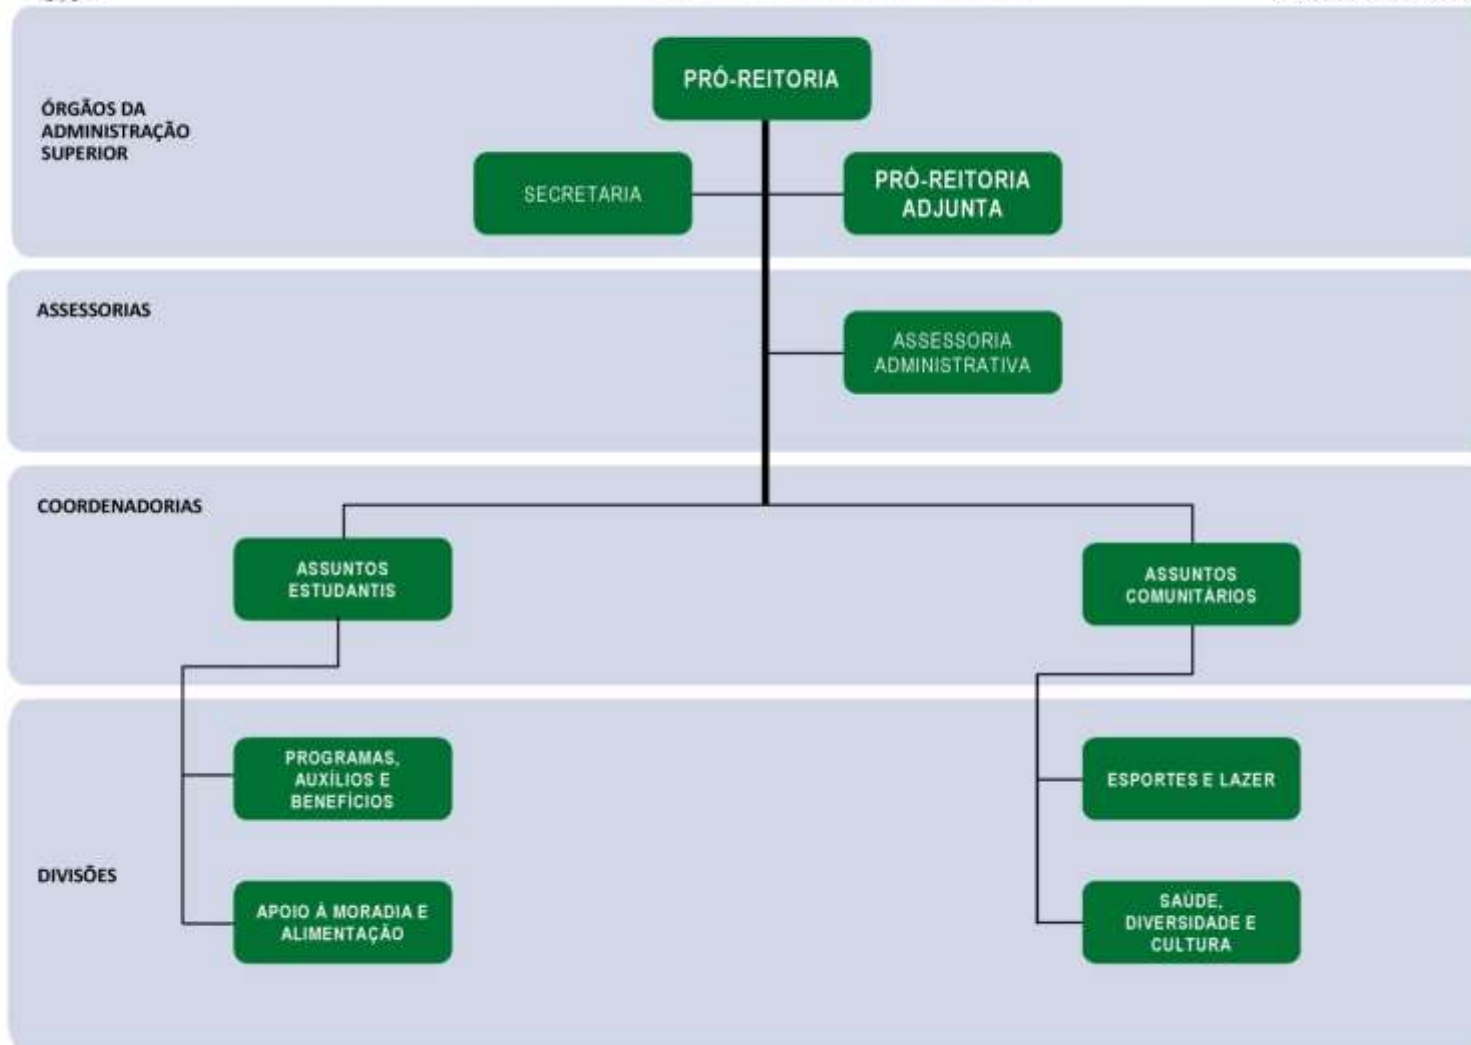 PRÓ-REITORIA
ÓRGÃOS DA
ADMINISTRAÇÃO
SUPERIOR
SECRETARIA
PRÓ-REITORIA
ADJUNTA
ASSESSORIAS
ASSESSORIA
ADMINISTRATIVA
COORDENADORIAS
ASSUNTOS
ESTUDANTIS
ASSUNTOS
COMUNITÁRIOS
PROGRAMAS,
AUXÍLIOS E
BENEFÍCIOS
ESPORTES E LAZER
DIVISÕES
APOIO À MORADIA E
ALIMENTAÇÃO
SAÚDE,
DIVERSIDADE E
CULTURA